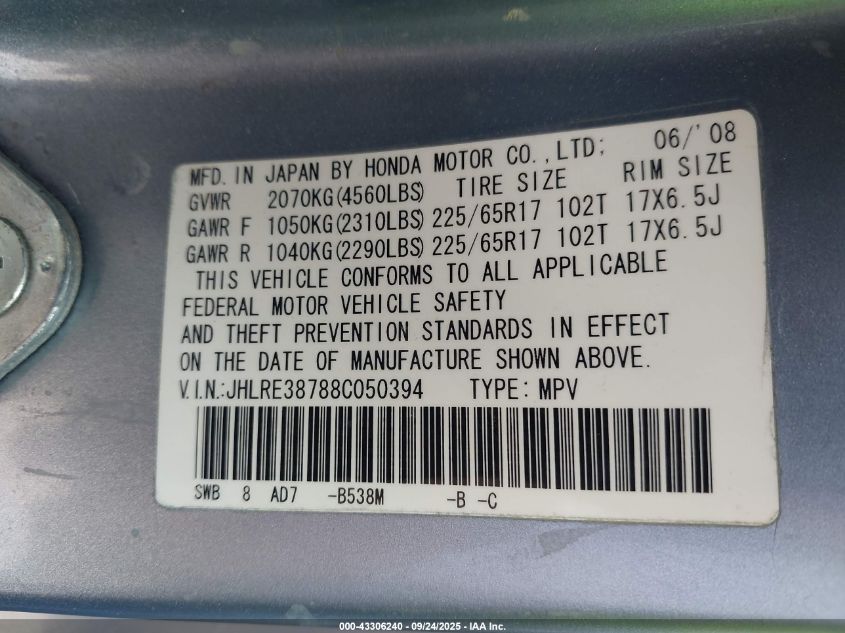 MFD. IN JAPAN BY HONDA MOTOR CO.,LTD: 06/'08
GVWR 2070KG(4560LBS) TIRE SIZE RIM SIZE
GAWR F 1050KG(2310LBS) 225/65R17 102T 17X6.5J
GAWR R 1040KG(2290LBS) 225/65R17 102T 17X6.5J
THIS VEHICLE CONFORMS TO ALL APPLICABLE
FEDERAL MOTOR VEHICLE SAFETY
AND THEFT PREVENTION STANDARDS IN EFFECT
ON THE DATE OF MANUFACTURE SHOWN ABOVE.
V.I.N.:JHLRE38788C050394 TYPE: MPV
SWB 8 AD7 -B538M -B -C
000-43306240 - 09/24/2025 - IAA Inc.